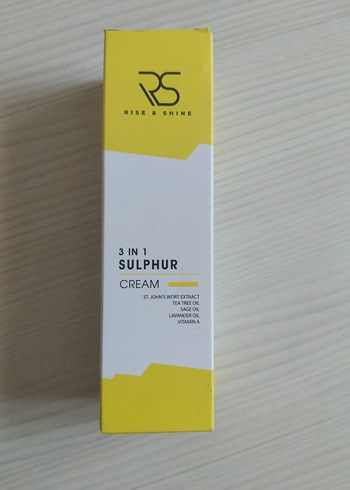 RS
RISE & SHINE
3 IN 1
SULPHUR
CREAM
ST. JOHN'S WORT EXTRACT
TEA TREE OIL
SAGE OIL
LAVANDER OIL
VITAMIN A